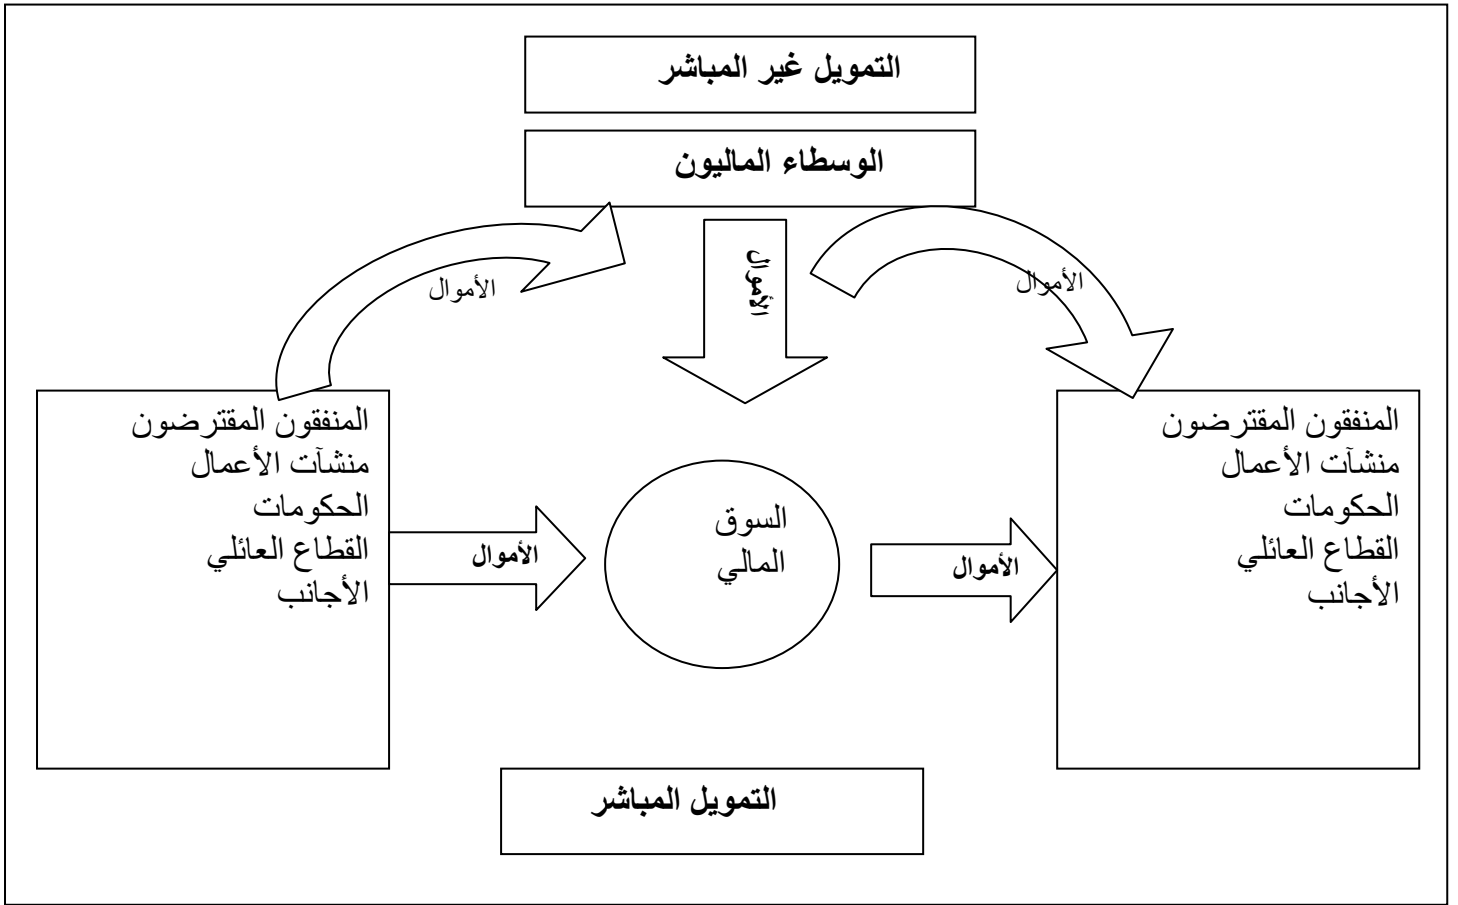 التمويل غير المباشر
الوسطاء الماليون
الأموال
الأموال
الأموال
المنفقون المقترضون
منشآت الأعمال
الحكومات
القطاع العائلي
الأجانب
الأموال
السوق
المالي
الأموال
المنفقون المقترضون
منشآت الأعمال
الحكومات
القطاع العائلي
الأجانب
التمويل المباشر